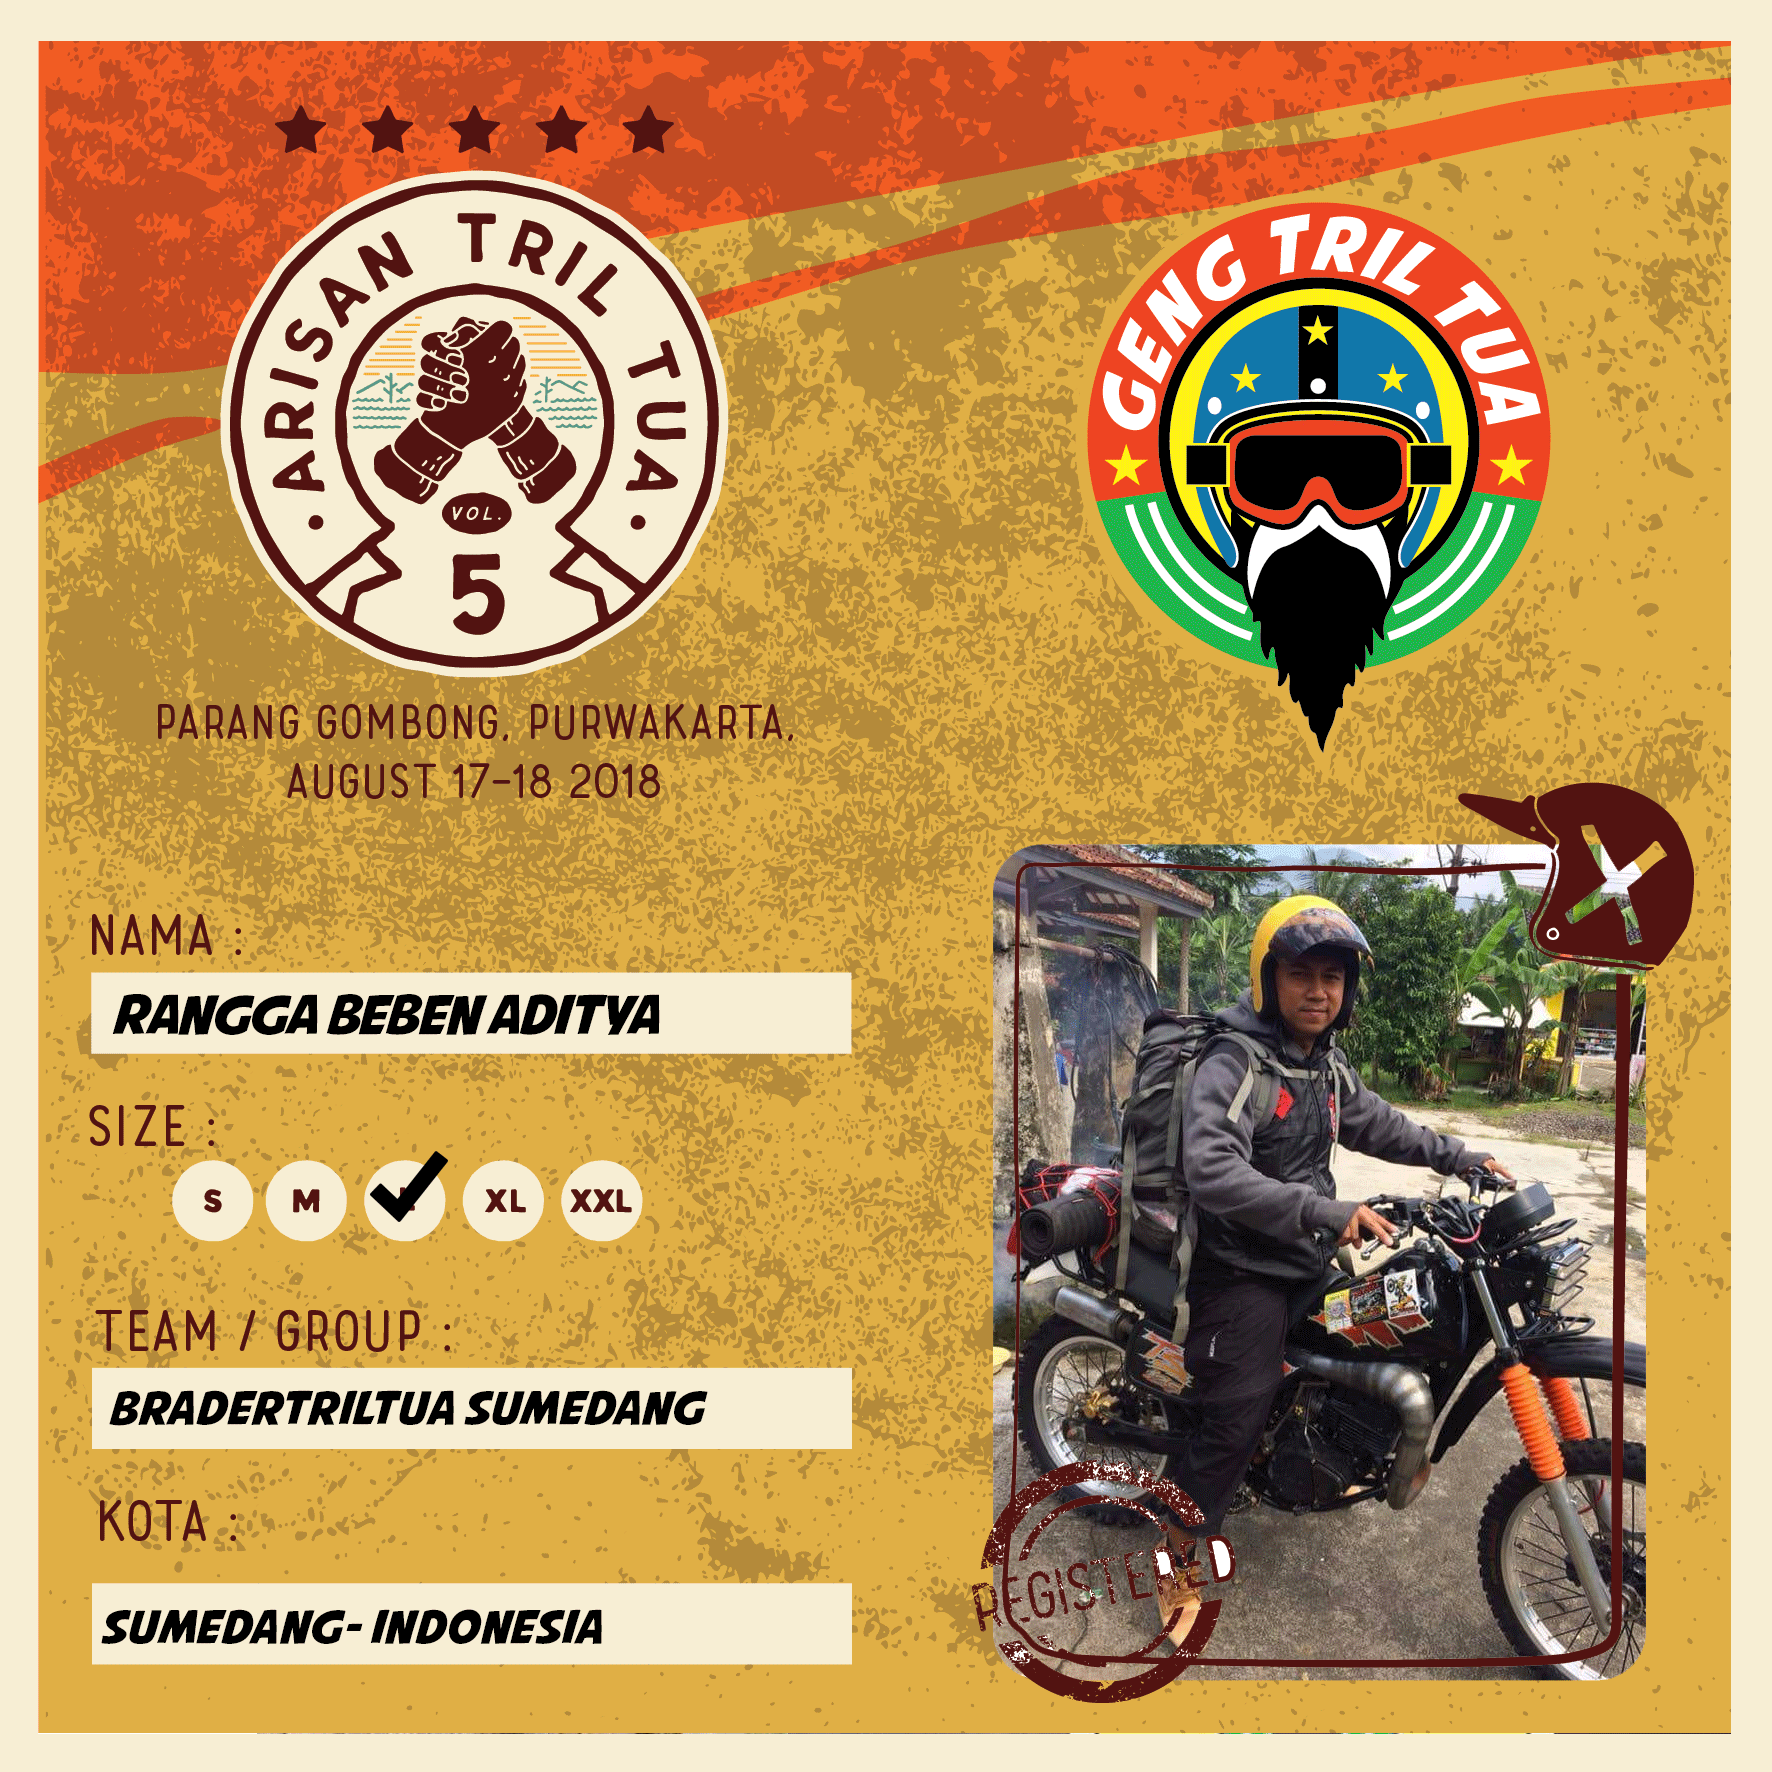 ARISAN TRIL TUA
VOL.
5
PARANG GOMBONG, PURWAKARTA,
AUGUST 17-18 2018
GENG TRIL TUA
NAMA :
RANGGA BEBEN ADITYA
SIZE :
S M XL XXL
TEAM / GROUP :
BRADERTRILTUA SUMEDANG
KOTA :
SUMEDANG- INDONESIA
TS
REGISTERED